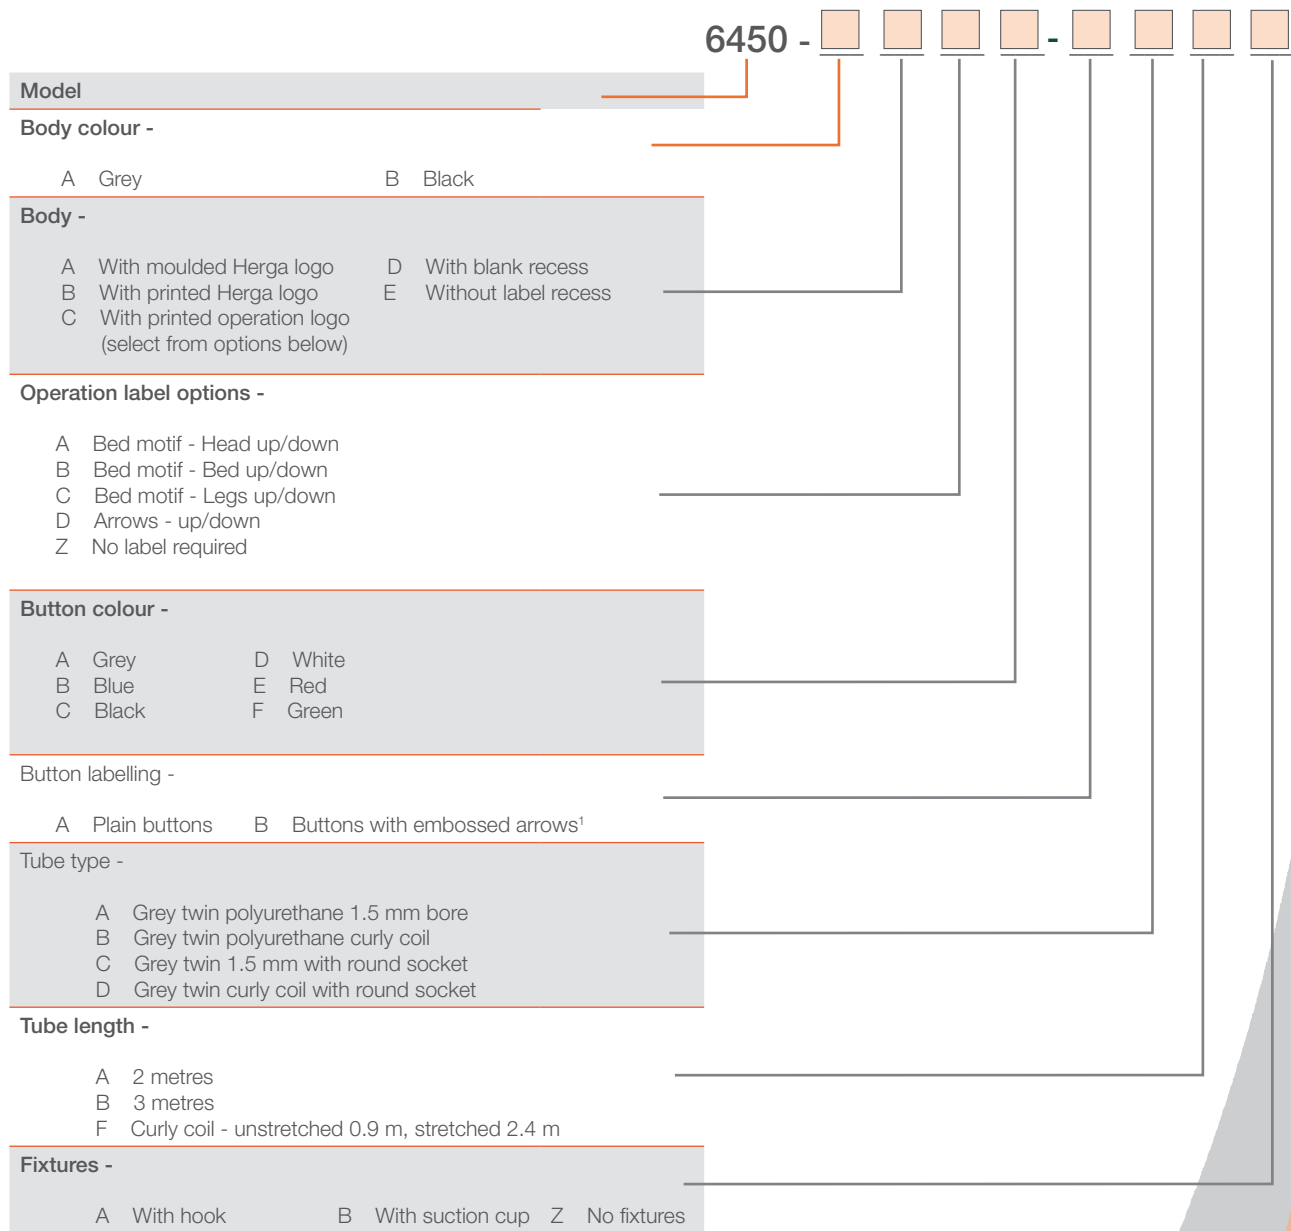 6450 - -
Model
Body colour -
A Grey B Black
Body -
A With moulded Herga logo D With blank recess
B With printed Herga logo E Without label recess
C With printed operation logo
(select from options below)
Operation label options -
A Bed motif - Head up/down
B Bed motif - Bed up/down
C Bed motif - Legs up/down
D Arrows - up/down
Z No label required
Button colour -
A Grey D White
B Blue E Red
C Black F Green
Button labelling -
A Plain buttons B Buttons with embossed arrows¹
Tube type -
A Grey twin polyurethane 1.5 mm bore
B Grey twin polyurethane curly coil
C Grey twin 1.5 mm with round socket
D Grey twin curly coil with round socket
Tube length -
A 2 metres
B 3 metres
F Curly coil - unstretched 0.9 m, stretched 2.4 m
Fixtures -
A With hook B With suction cup Z No fixtures